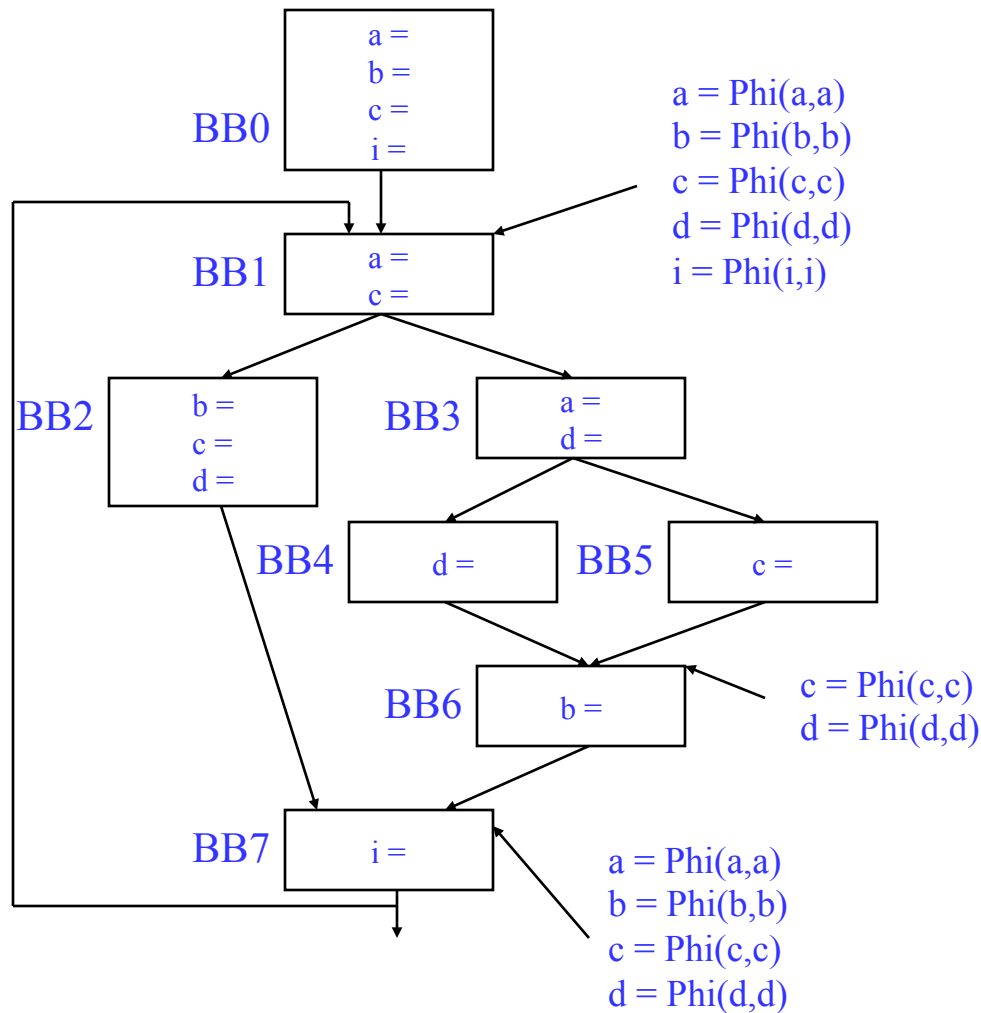 a =
b =
c =
i =
BB0
a = Phi(a,a)
b = Phi(b,b)
c = Phi(c,c)
d = Phi(d,d)
i = Phi(i,i)
BB1
a =
c =
BB2
b =
c =
d =
BB3
a =
d =
BB4
d =
BB5
c =
BB6
b =
c = Phi(c,c)
d = Phi(d,d)
BB7
i =
a = Phi(a,a)
b = Phi(b,b)
c = Phi(c,c)
d = Phi(d,d)